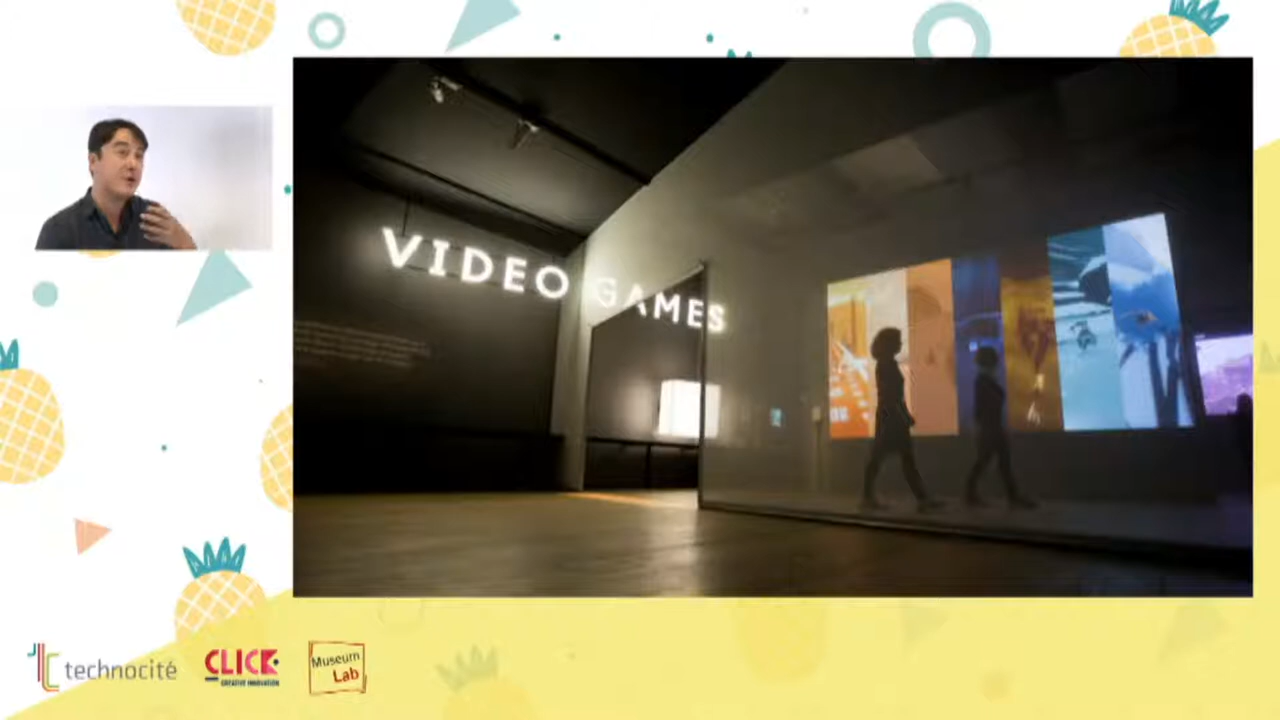 VIDEO GAMES
technocité
CLICK
CREATIVE INNOVATION
Museum
Lab